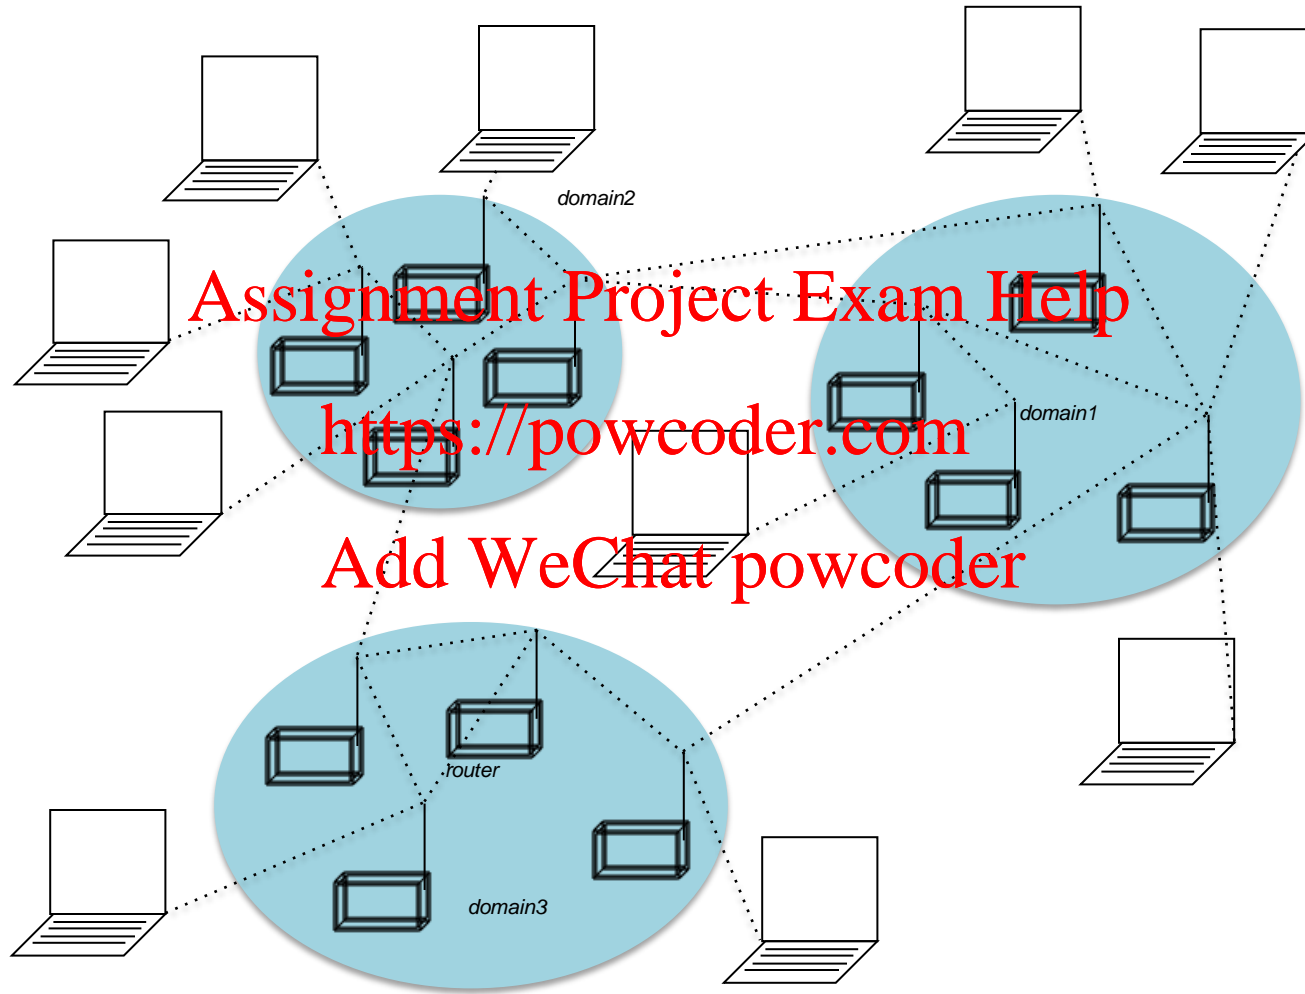 domain2
Assignment Project Exam Help
domain1
https://powcoder.com
Add WeChat powcoder
router
domain3